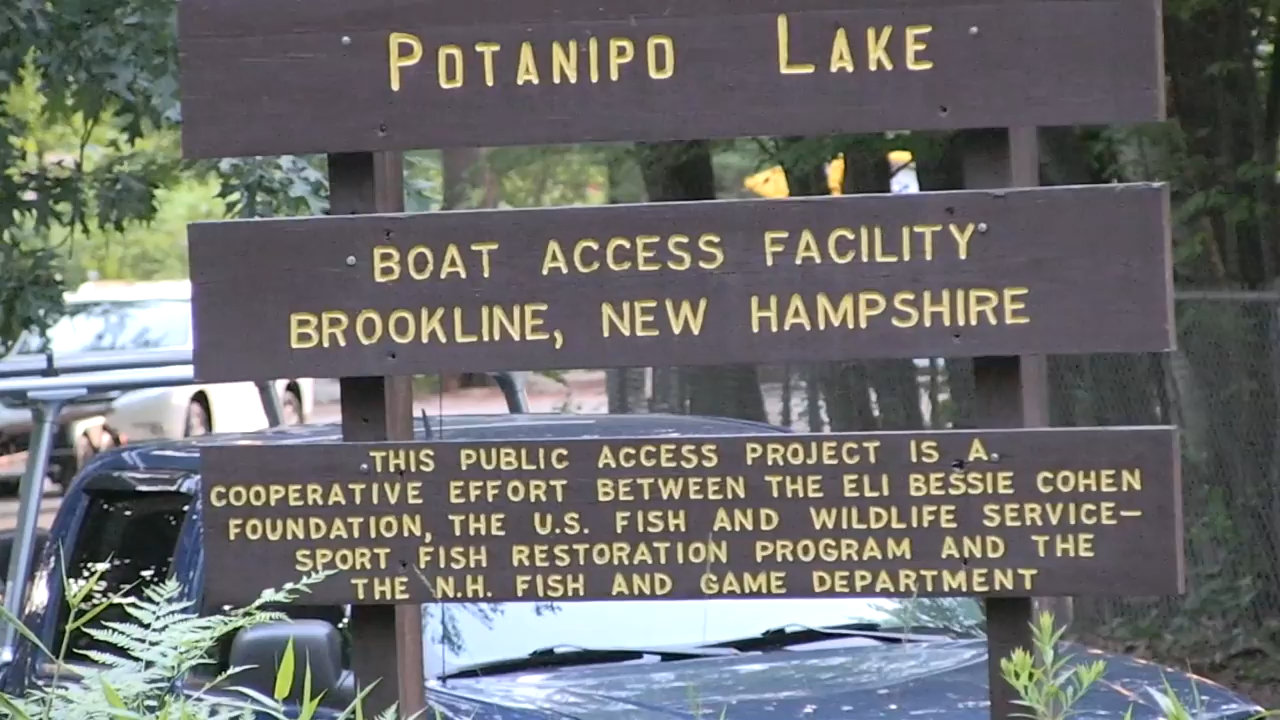 POTANIPO LAKE
BOAT ACCESS FACILITY
BROOKLINE, NEW HAMPSHIRE
THIS PUBLIC ACCESS PROJECT IS A
COOPERATIVE EFFORT BETWEEN THE ELI BESSIE COHEN
FOUNDATION, THE U.S. FISH AND WILDLIFE SERVICE-
SPORT FISH RESTORATION PROGRAM AND THE
THE N.H. FISH AND GAME DEPARTMENT